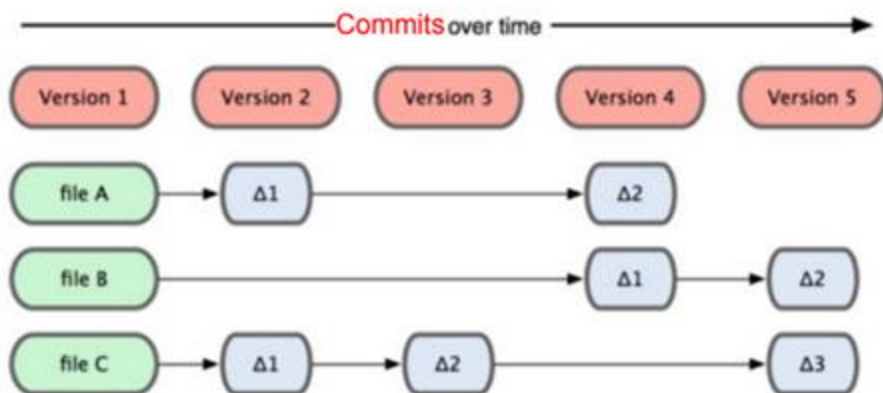 Commits over time
Version 1 Version 2 Version 3 Version 4 Version 5
file A Δ1 Δ2
file B Δ1 Δ2
file C Δ1 Δ2 Δ3